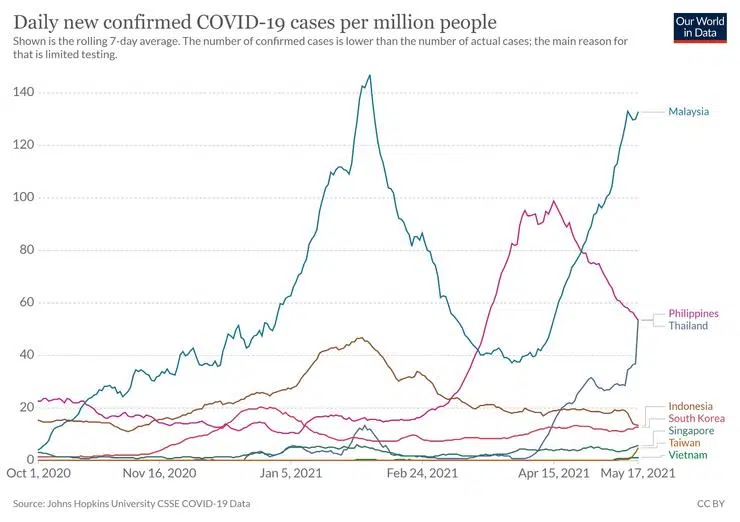 Daily new confirmed COVID-19 cases per million people
Our World
in Data
Shown is the rolling 7-day average. The number of confirmed cases is lower than the number of actual cases; the main reason for
that is limited testing.
140
120
100
80
60
40
20
0
Malaysia
Philippines
Thailand
Indonesia
South Korea
Singapore
Taiwan
Vietnam
Oct 1, 2020
Nov 16, 2020
Jan 5, 2021
Feb 24, 2021
Apr 15, 2021
May 17, 2021
Source: Johns Hopkins University CSSE COVID-19 Data
CC BY